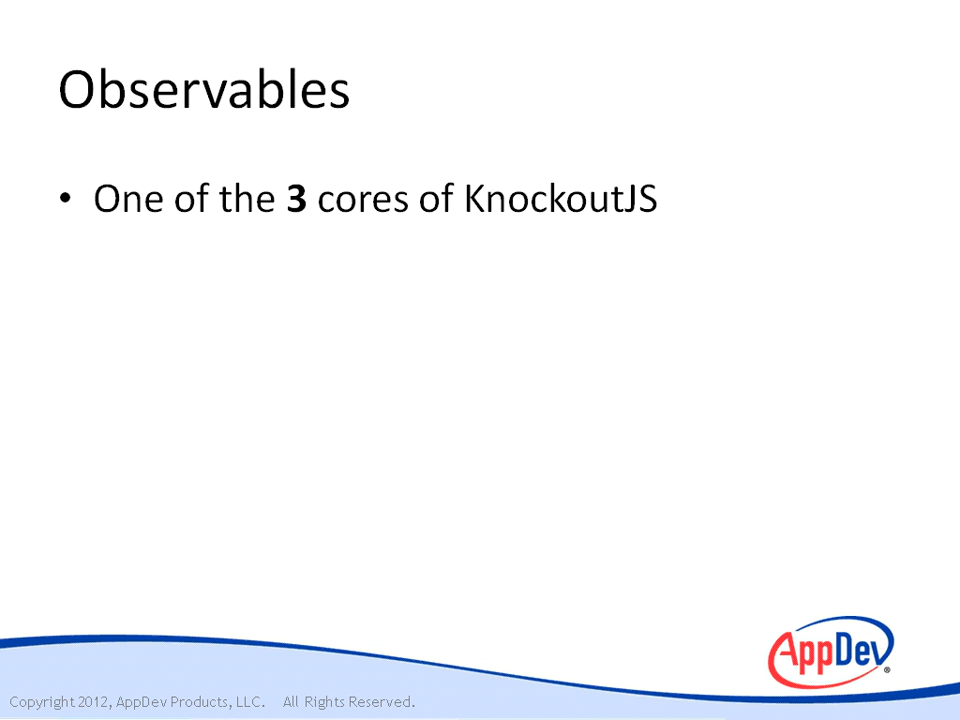 Observables
• One of the 3 cores of KnockoutJS
AppDev®
Copyright 2012, AppDev Products, LLC. All Rights Reserved.